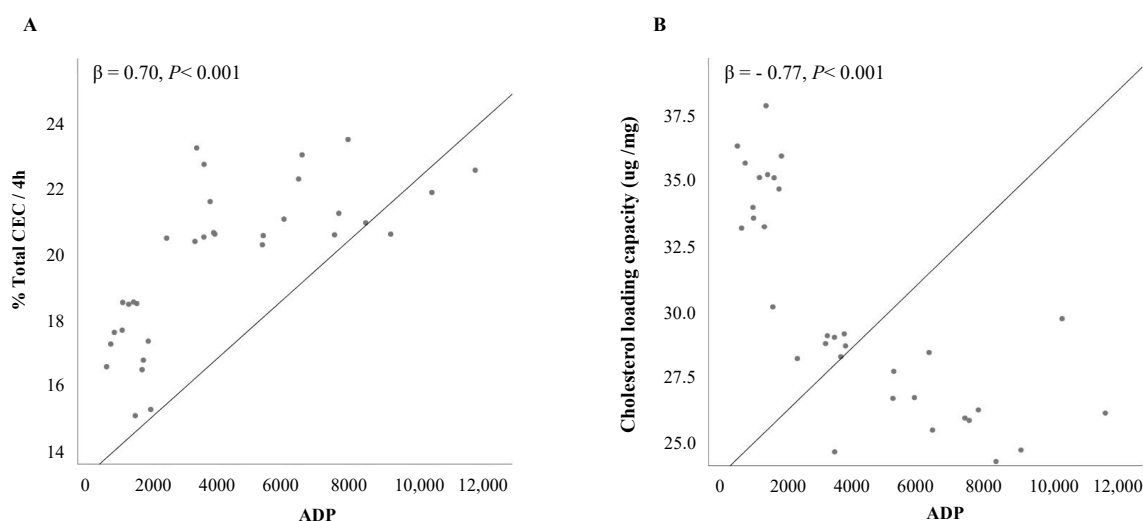 A
β = 0.70, P< 0.001
% Total CEC / 4h
24
22
20
18
16
14
0 2000 4000 6000 8000 10,000 12,000
ADP
B
β = - 0.77, P< 0.001
Cholesterol loading capacity (ug /mg)
37.5
35.0
32.5
30.0
27.5
25.0
0 2000 4000 6000 8000 10,000 12,000
ADP